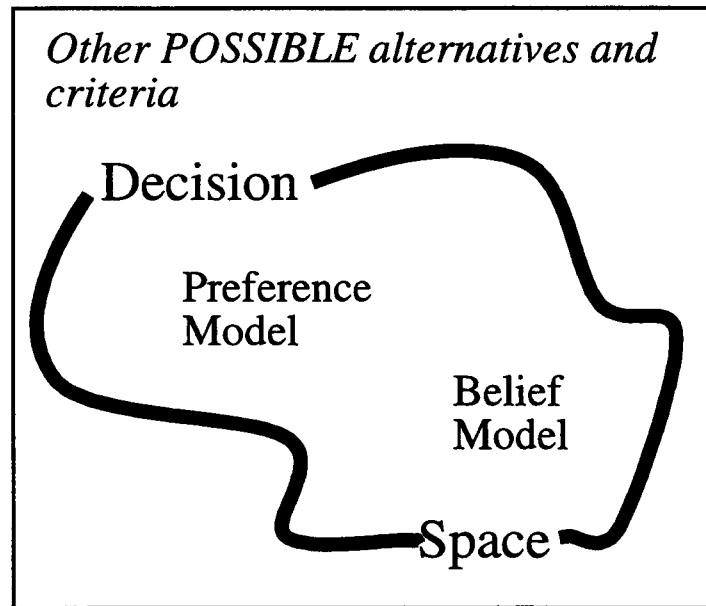 Other POSSIBLE alternatives and
criteria
Decision
Preference
Model
Belief
Model
Space